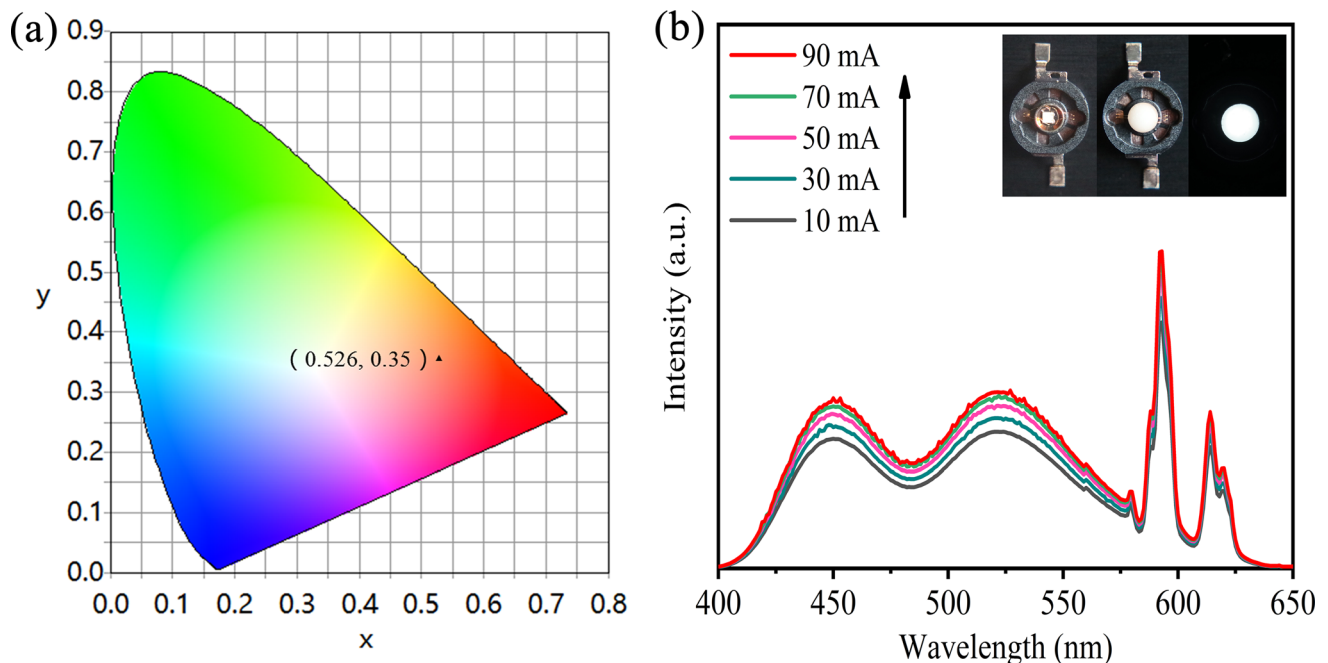 (a)
0.9
0.8
0.7
0.6
0.5
0.4
0.3
0.2
0.1
0.0
y
( 0.526, 0.35 )
0.0 0.1 0.2 0.3 0.4 0.5 0.6 0.7 0.8
x
(b)
90 mA
70 mA
50 mA
30 mA
10 mA
Intensity (a.u.)
400 450 500 550 600 650
Wavelength (nm)